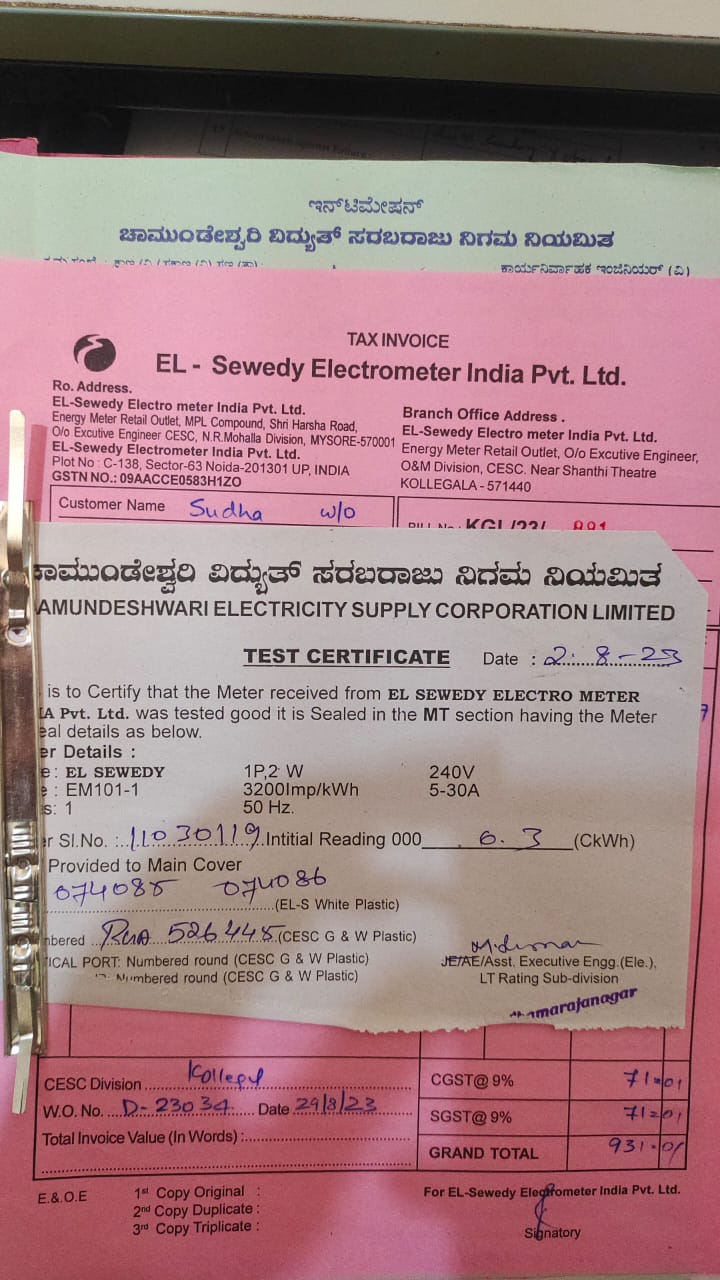 ಇನ್‌ಟಿಮೇಷನ್
ಚಾಮುಂಡೇಶ್ವರಿ ವಿದ್ಯುತ್ ಸರಬರಾಜು ನಿಗಮ ನಿಯಮಿತ
ಕಾರ್ಯನಿರ್ವಾಹಕ ಇಂಜಿನಿಯರ್ (ವಿ)
TAX INVOICE
EL - Sewedy Electrometer India Pvt. Ltd.
Ro. Address.
EL-Sewedy Electro meter India Pvt. Ltd.
Energy Meter Retail Outlet, MPL Compound, Shri Harsha Road,
O/o Excutive Engineer CESC, N.R.Mohalla Division, MYSORE-570001
EL-Sewedy Electrometer India Pvt. Ltd.
Plot No : C-138, Sector-63 Noida-201301 UP, INDIA
GSTN NO.: 09AACCE0583H1ZO
Branch Office Address .
EL-Sewedy Electro meter India Pvt. Ltd.
Energy Meter Retail Outlet, O/o Excutive Engineer,
O&M Division, CESC. Near Shanthi Theatre
KOLLEGALA - 571440
Customer Name Sudha w/o
BILL No : KGL/23/ 891
ಚಾಮುಂಡೇಶ್ವರಿ ವಿದ್ಯುತ್ ಸರಬರಾಜು ನಿಗಮ ನಿಯಮಿತ
AMUNDESHWARI ELECTRICITY SUPPLY CORPORATION LIMITED
TEST CERTIFICATE Date : 2.8-23
is to Certify that the Meter received from EL SEWEDY ELECTRO METER
IA Pvt. Ltd. was tested good it is Sealed in the MT section having the Meter
eal details as below.
er Details :
e : EL SEWEDY 1P,2 W 240V
e : EM101-1 3200Imp/kWh 5-30A
s: 1 50 Hz.
er Sl.No. : 11030119 Intitial Reading 000 6.3 (CkWh)
Provided to Main Cover
074085 074086
(EL-S White Plastic)
nbered 526445 (CESC G & W Plastic)
ICAL PORT: Numbered round (CESC G & W Plastic)
Numbered round (CESC G & W Plastic)
JE/AE/Asst. Executive Engg.(Ele.),
LT Rating Sub-division
amarajanagar
CESC Division Kollegal
W.O. No. D-23034 Date 29/8/23
Total Invoice Value (In Words) :
CGST@ 9% 71=01
SGST@ 9% 71=01
GRAND TOTAL 931=01
E.& O.E
1st Copy Original :
2nd Copy Duplicate :
3rd Copy Triplicate :
For EL-Sewedy Electrometer India Pvt. Ltd.
Signatory